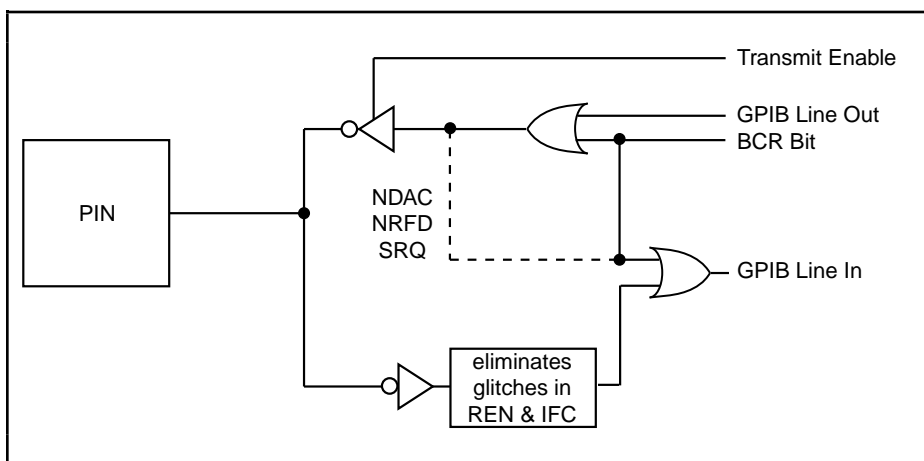 Transmit Enable
GPIB Line Out
BCR Bit
PIN
NDAC
NRFD
SRQ
GPIB Line In
eliminates
glitches in
REN & IFC